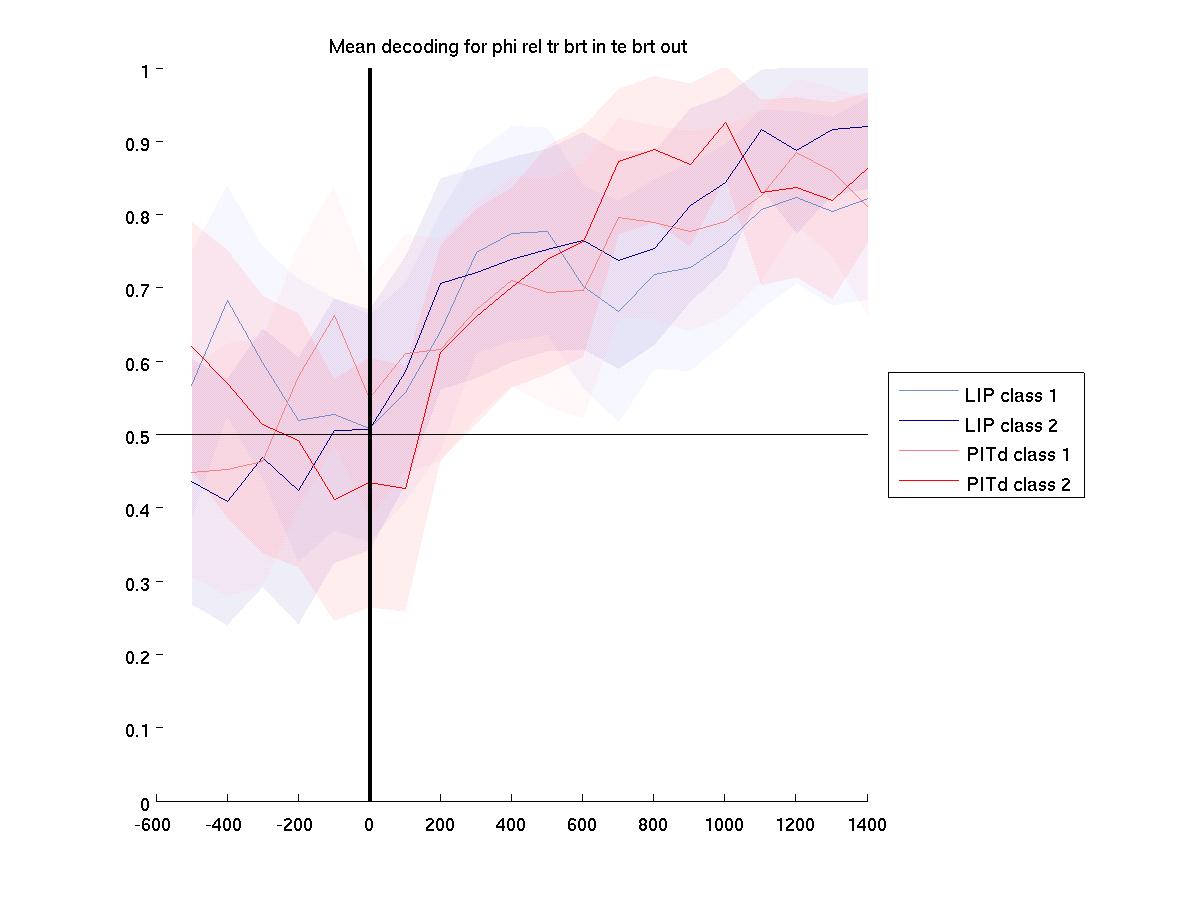 Mean decoding for phi rel tr brt in te brt out
1
0.9
0.8
0.7
0.6
0.5
0.4
0.3
0.2
0.1
0
-600 -400 -200 0 200 400 600 800 1000 1200 1400
LIP class 1
LIP class 2
PITd class 1
PITd class 2